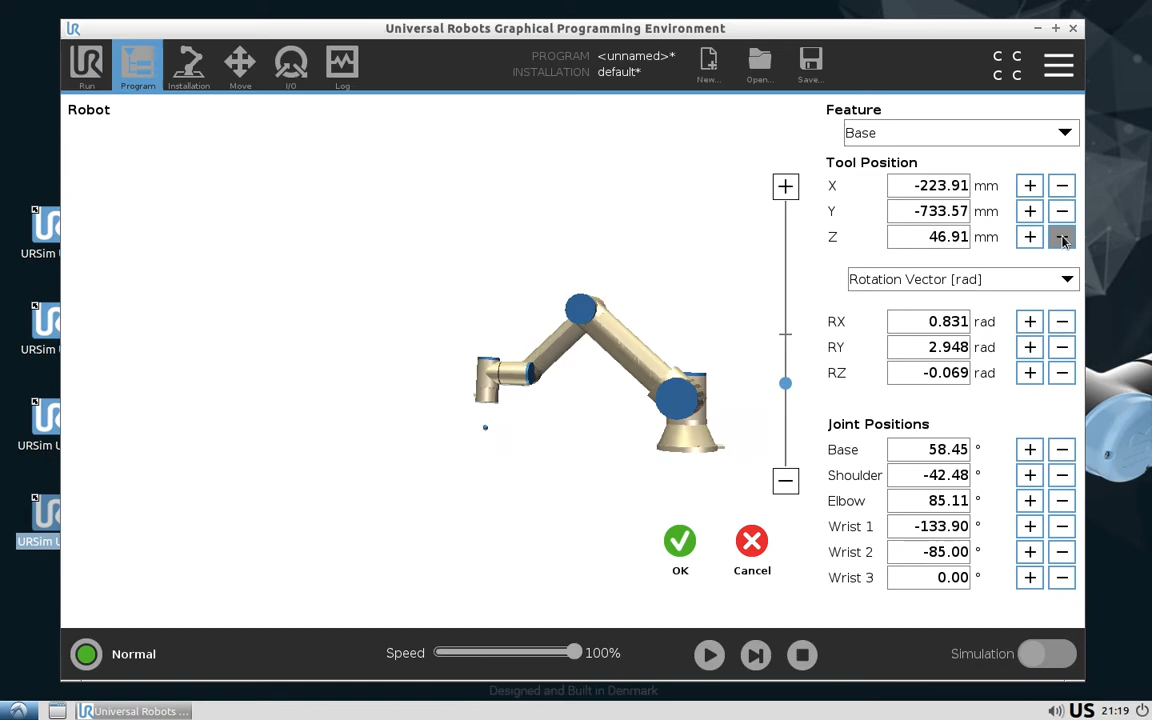 UR
Universal Robots Graphical Programming Environment
Run
Program
Installation
Move
I/O
Log
PROGRAM <unnamed>*
INSTALLATION default*
New...
Open...
Save...
C C
C C
Robot
Feature
Base
Tool Position
X -223.91 mm
Y -733.57 mm
Z 46.91 mm
Rotation Vector [rad]
RX 0.831 rad
RY 2.948 rad
RZ -0.069 rad
Joint Positions
Base 58.45 °
Shoulder -42.48 °
Elbow 85.11 °
Wrist 1 -133.90 °
Wrist 2 -85.00 °
Wrist 3 0.00 °
OK
Cancel
Normal
Speed 100%
Simulation
URSim U
URSim U
URSim U
URSim U
Designed and Built in Denmark
Universal Robots ...
US 21:19